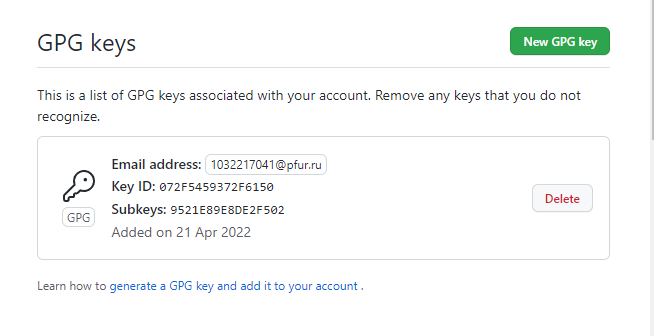 GPG keys
New GPG key
This is a list of GPG keys associated with your account. Remove any keys that you do not
recognize.
Email address: 1032217041@pfur.ru
Key ID: 072F5459372F6150
Subkeys: 9521E89E8DE2F502
Added on 21 Apr 2022
GPG
Delete
Learn how to generate a GPG key and add it to your account .